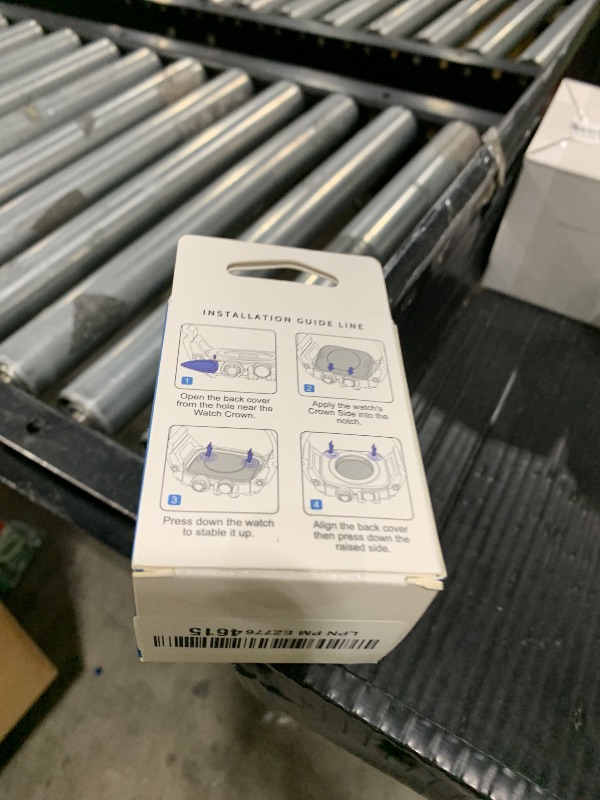 INSTALLATION GUIDE LINE
1
Open the back cover
from the hole near the
Watch Crown.
2
Apply the watch's
Crown Side into the
notch.
3
Press down the watch
to stable it up.
4
Align the back cover
then press down the
raised side.
LPN PM EZ7764615